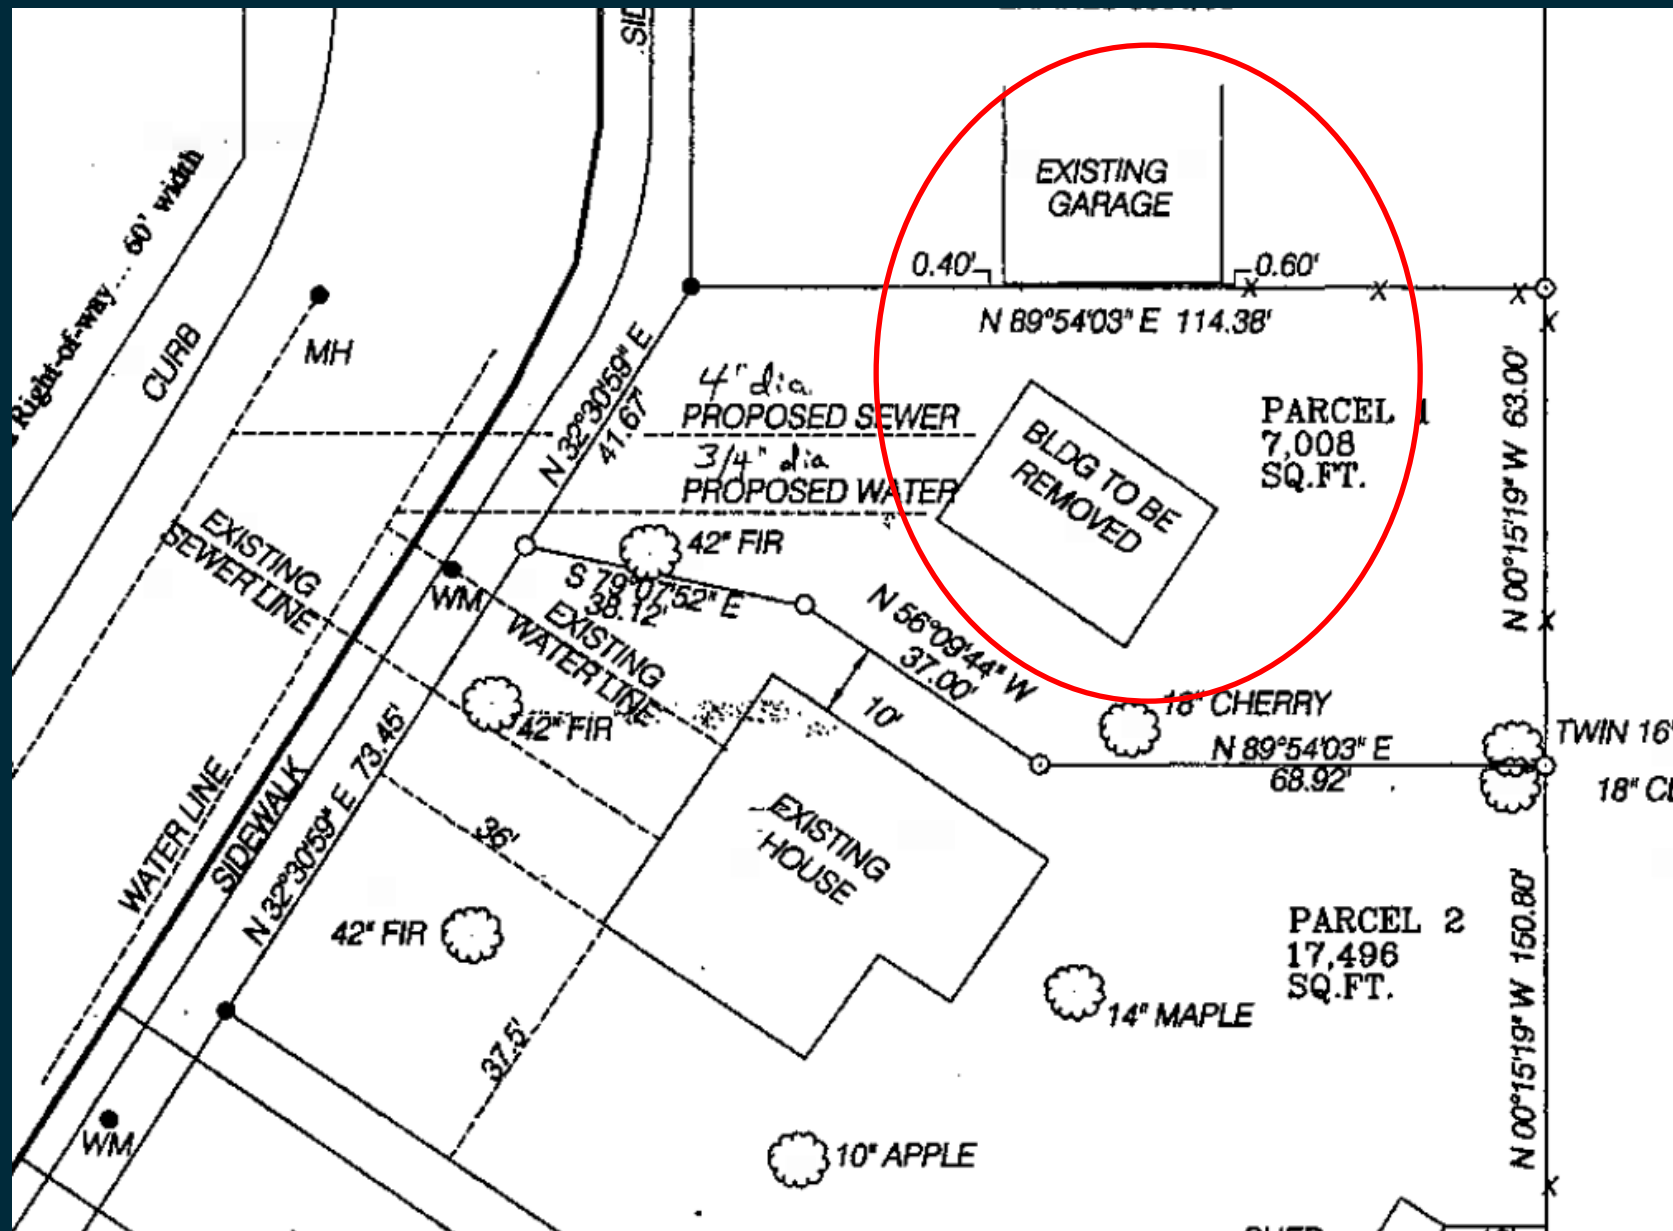 Right-of-way... 60' width
CURB
MH
EXISTING
GARAGE
0.40'
0.60'
N 89°54'03" E 114.38'
N 32°30'59" E
41.67'
4" dia
PROPOSED SEWER
3/4" dia
PROPOSED WATER
BLDG TO BE
REMOVED
PARCEL 1
7,008
SQ.FT.
N 00°15'19" W 63.00'
EXISTING
SEWER LINE
WM
42" FIR
S 79°07'52" E
38.12'
EXISTING
WATER LINE
N 56°09'44" W
37.00'
10'
18" CHERRY
N 89°54'03" E
68.92'
TWIN 16"
18"
42" FIR
WATER LINE
SIDEWALK
N 32°30'59" E 73.45'
36'
EXISTING
HOUSE
42" FIR
37.5'
PARCEL 2
17,496
SQ.FT.
14" MAPLE
N 00°15'19" W 150.80'
WM
10" APPLE